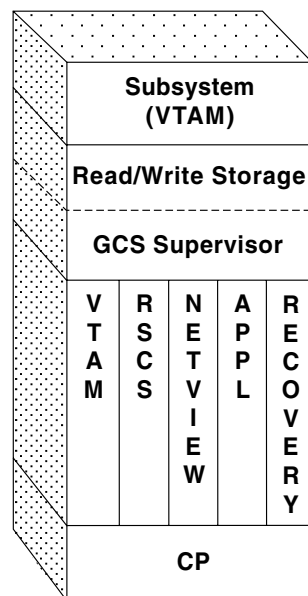 Subsystem
(VTAM)
Read/Write Storage
GCS Supervisor
VTAM
RSCS
NETVIEW
APPL
RECOVERY
CP